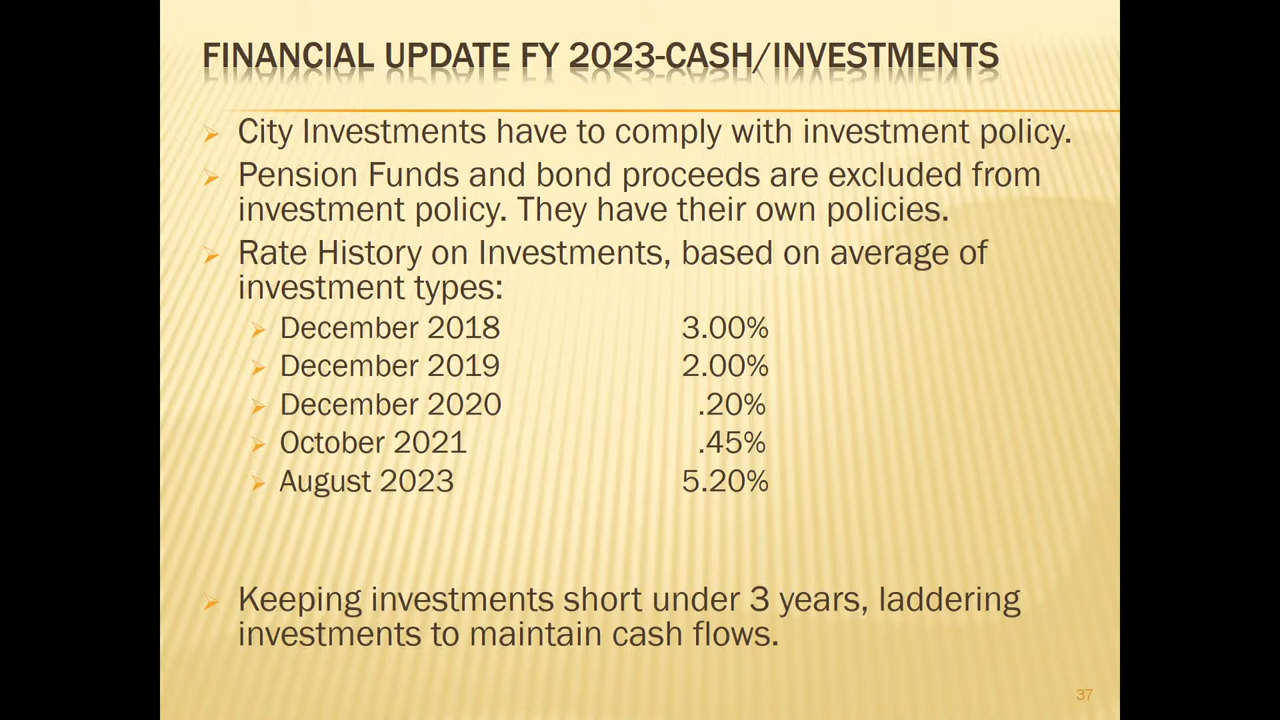 FINANCIAL UPDATE FY 2023-CASH/INVESTMENTS
City Investments have to comply with investment policy.
Pension Funds and bond proceeds are excluded from
investment policy. They have their own policies.
Rate History on Investments, based on average of
investment types:
December 2018 3.00%
December 2019 2.00%
December 2020 .20%
October 2021 .45%
August 2023 5.20%
Keeping investments short under 3 years, laddering
investments to maintain cash flows.
37